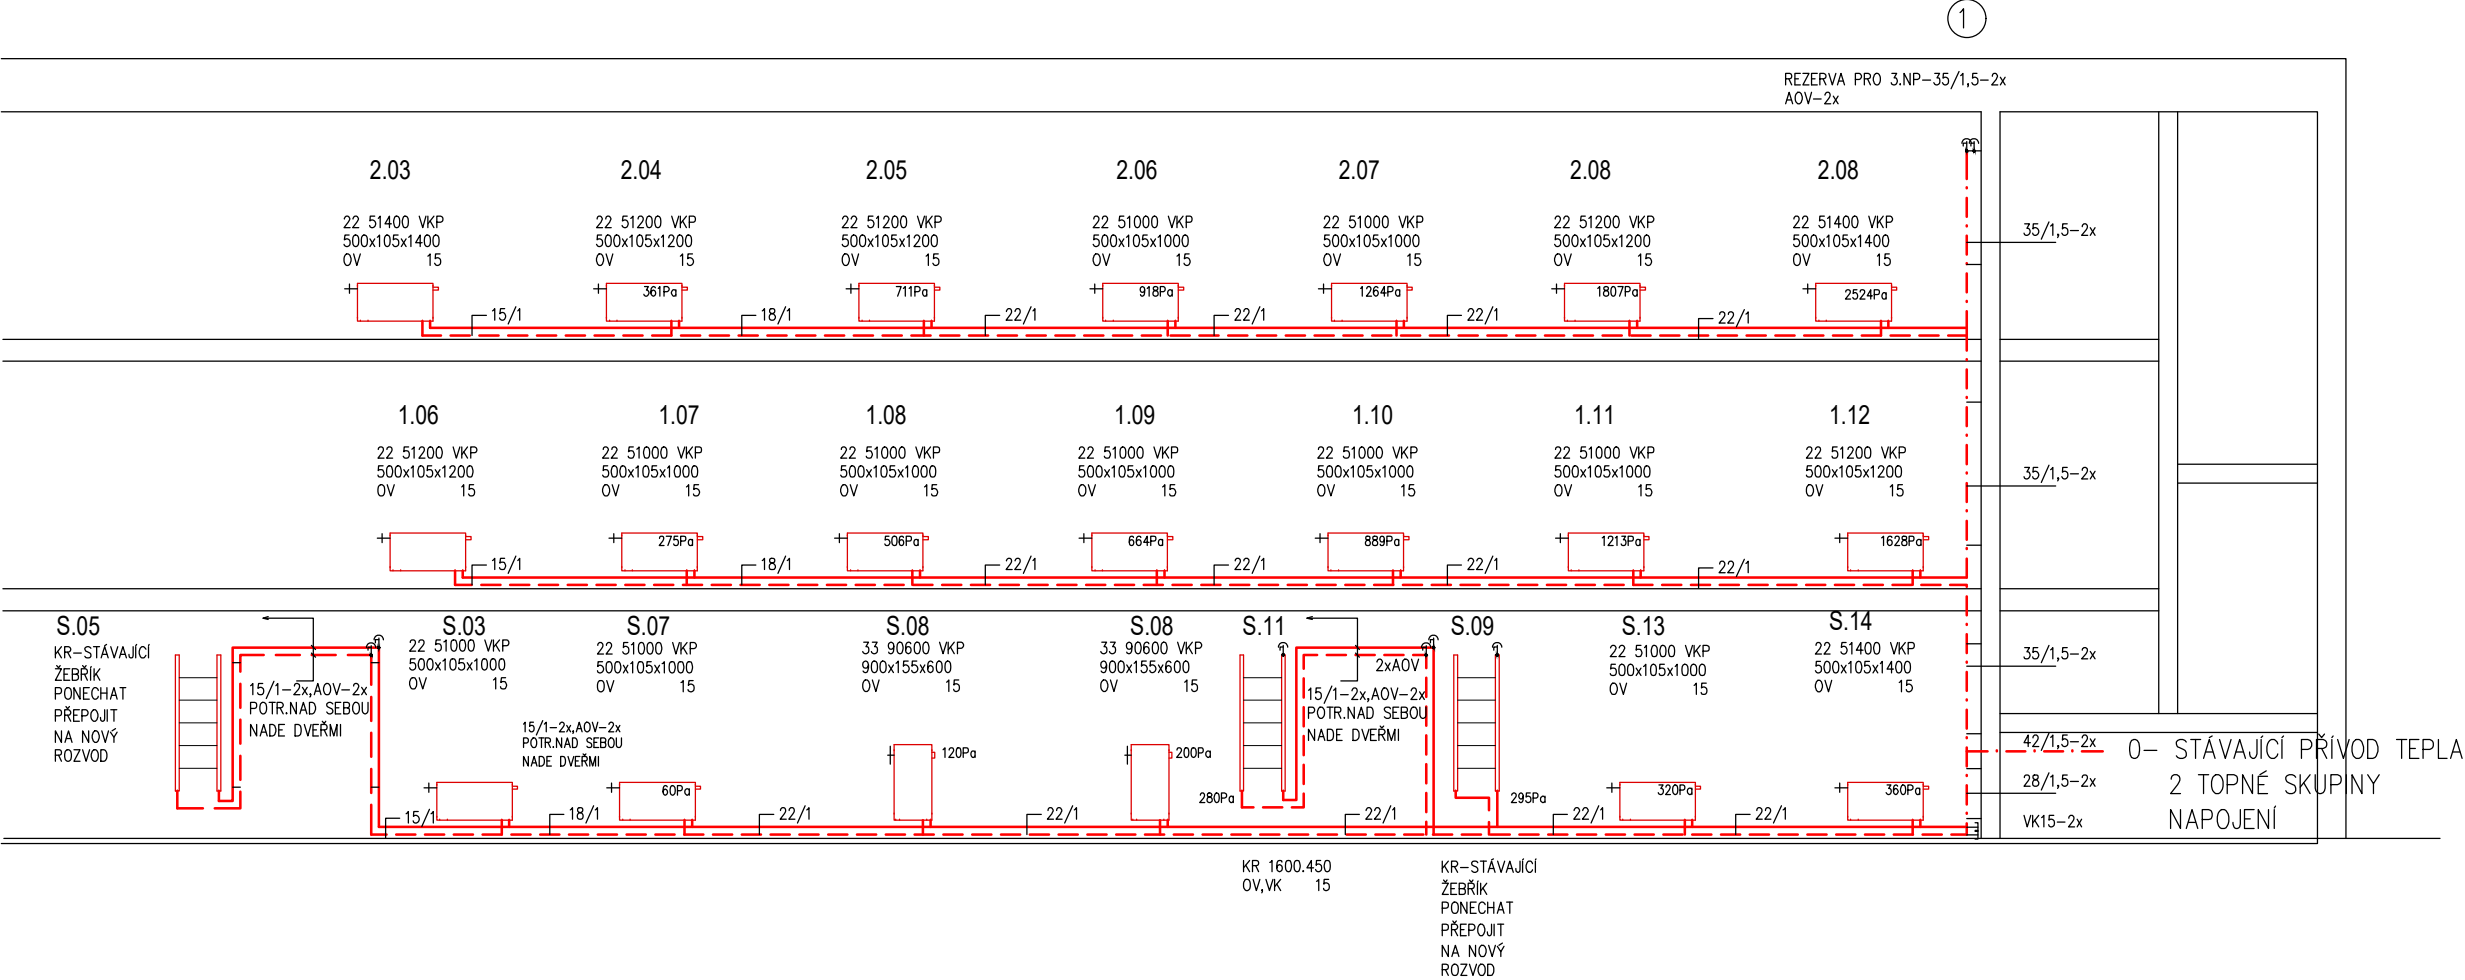 1
REZERVA PRO 3.NP-35/1,5-2x
AOV-2x
2.03
2.04
2.05
2.06
2.07
2.08
2.08
22 51400 VKP
500x105x1400
OV 15
22 51200 VKP
500x105x1200
OV 15
22 51200 VKP
500x105x1200
OV 15
22 51000 VKP
500x105x1000
OV 15
22 51000 VKP
500x105x1000
OV 15
22 51200 VKP
500x105x1200
OV 15
22 51400 VKP
500x105x1400
OV 15
35/1,5-2x
361Pa
711Pa
918Pa
1264Pa
1807Pa
2524Pa
15/1
18/1
22/1
22/1
22/1
22/1
1.06
1.07
1.08
1.09
1.10
1.11
1.12
22 51200 VKP
500x105x1200
OV 15
22 51000 VKP
500x105x1000
OV 15
22 51000 VKP
500x105x1000
OV 15
22 51000 VKP
500x105x1000
OV 15
22 51000 VKP
500x105x1000
OV 15
22 51000 VKP
500x105x1000
OV 15
22 51200 VKP
500x105x1200
OV 15
35/1,5-2x
275Pa
506Pa
664Pa
889Pa
1213Pa
1628Pa
15/1
18/1
22/1
22/1
22/1
22/1
S.05
KR-STÁVAJÍCÍ
ŽEBŘÍK
PONECHAT
PŘEPOJIT
NA NOVÝ
ROZVOD
15/1-2x,AOV-2x
POTR.NAD SEBOU
NADE DVEŘMI
S.03
22 51000 VKP
500x105x1000
OV 15
S.07
22 51000 VKP
500x105x1000
OV 15
15/1-2x,AOV-2x
POTR.NAD SEBOU
NADE DVEŘMI
S.08
33 90600 VKP
900x155x600
OV 15
S.08
33 90600 VKP
900x155x600
OV 15
S.11
2xAOV
15/1-2x,AOV-2x
POTR.NAD SEBOU
NADE DVEŘMI
S.09
S.13
22 51000 VKP
500x105x1000
OV 15
S.14
22 51400 VKP
500x105x1400
OV 15
35/1,5-2x
42/1,5-2x
28/1,5-2x
VK15-2x
O- STÁVAJÍCÍ PŘÍVOD TEPLA
2 TOPNÉ SKUPINY
NAPOJENÍ
60Pa
120Pa
200Pa
280Pa
295Pa
320Pa
360Pa
15/1
18/1
22/1
22/1
22/1
22/1
22/1
KR 1600.450
OV,VK 15
KR-STÁVAJÍCÍ
ŽEBŘÍK
PONECHAT
PŘEPOJIT
NA NOVÝ
ROZVOD